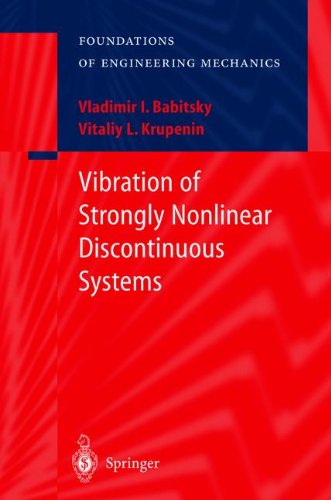 FOUNDATIONS
OF ENGINEERING MECHANICS
Vladimir I. Babitsky
Vitaliy L. Krupenin
Vibration of
Strongly Nonlinear
Discontinuous
Systems
Springer